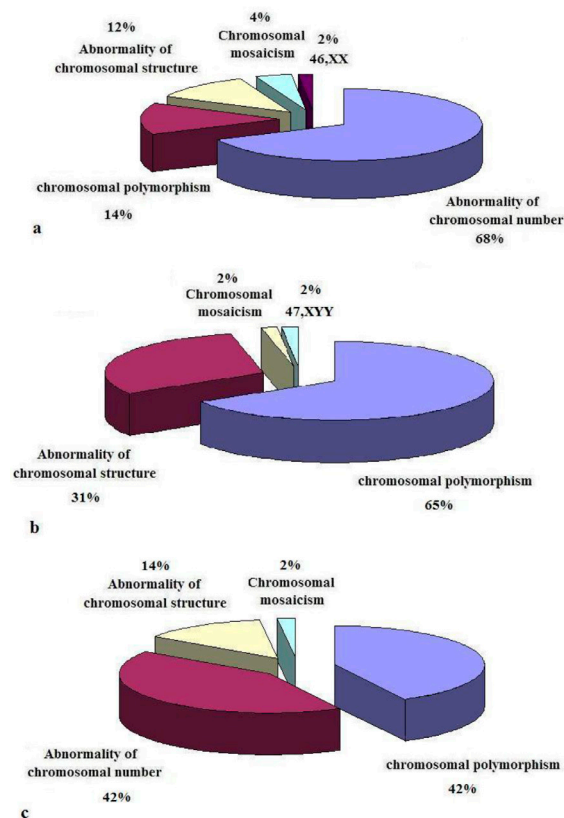 12%
Abnormality of
chromosomal structure
4%
Chromosomal
mosaicism
2%
46,XX
chromosomal polymorphism
14%
Abnormality of
chromosomal number
68%
a
2%
Chromosomal
mosaicism
2%
47,XYY
Abnormality of
chromosomal structure
31%
chromosomal polymorphism
65%
b
14%
Abnormality of
chromosomal structure
2%
Chromosomal
mosaicism
Abnormality of
chromosomal number
42%
chromosomal polymorphism
42%
c